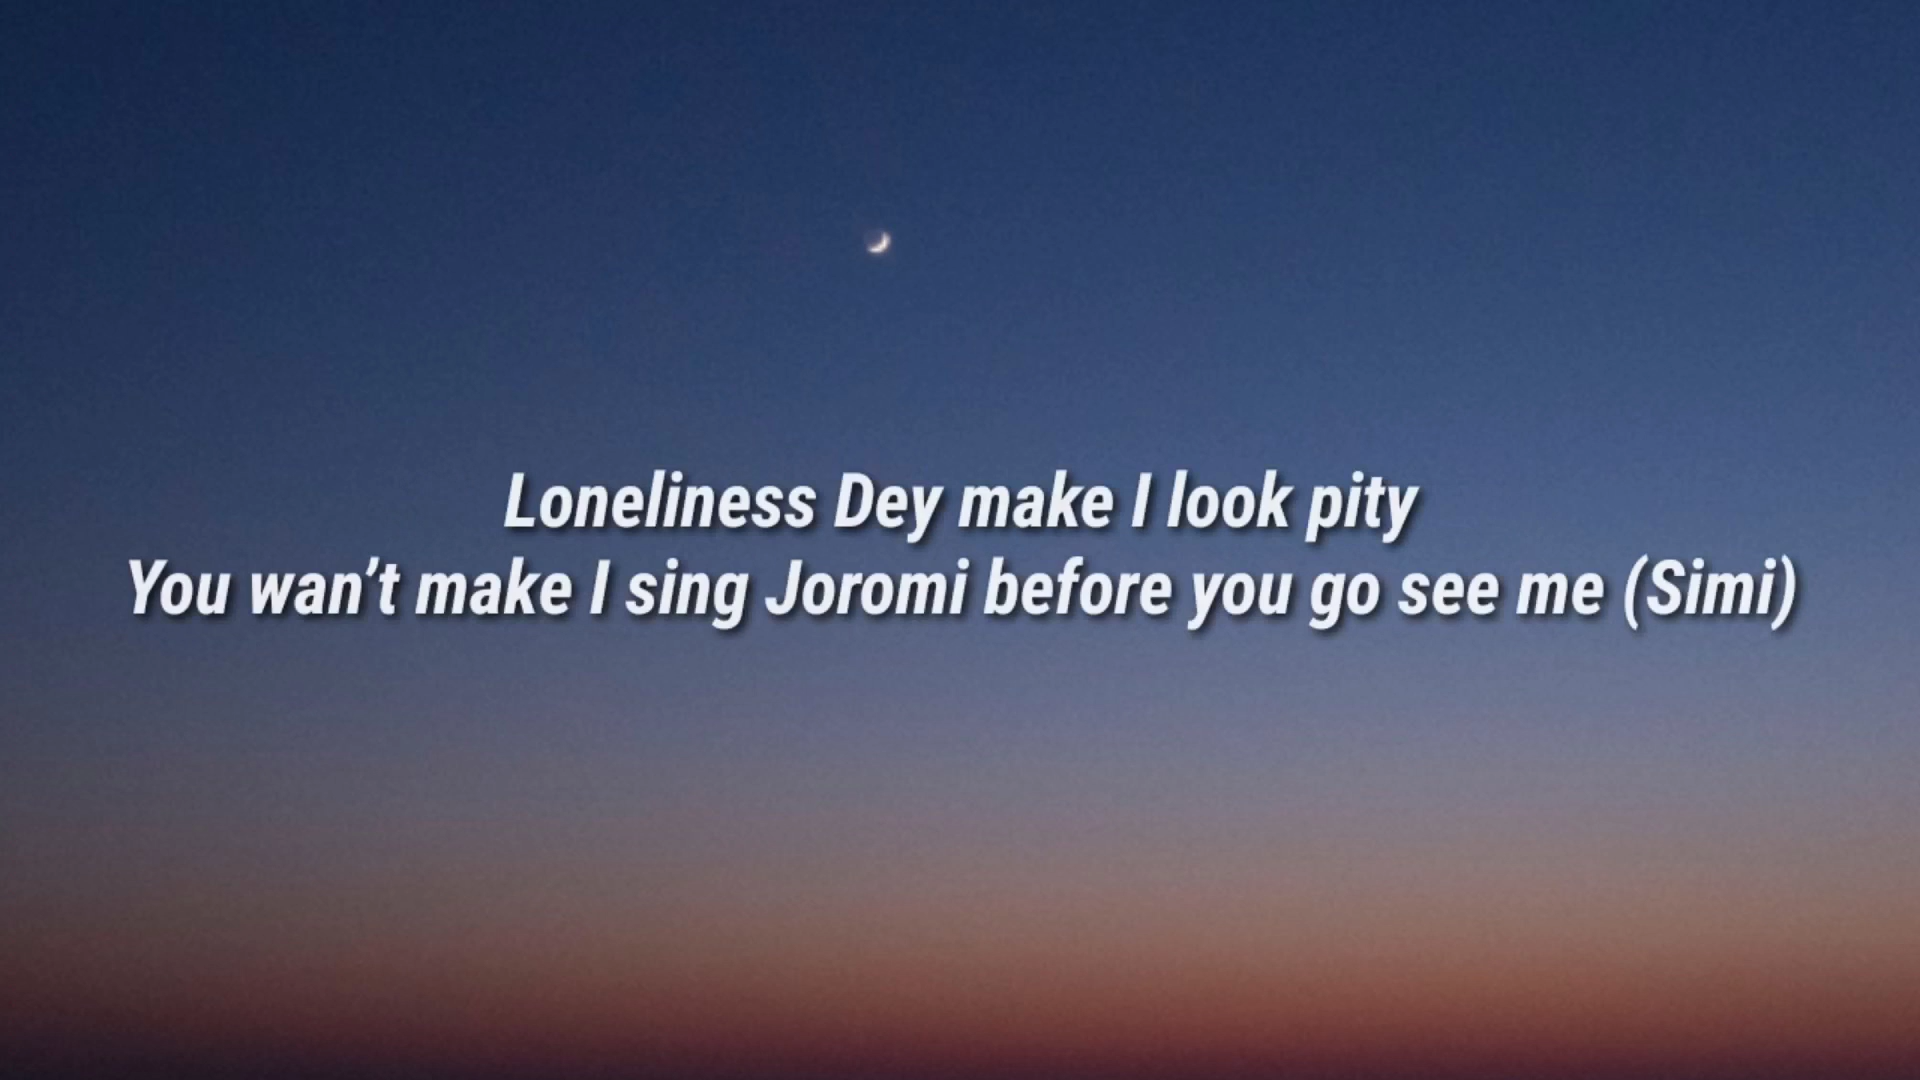 Loneliness Dey make I look pity
You wan't make I sing Joromi before you go see me (Simi)